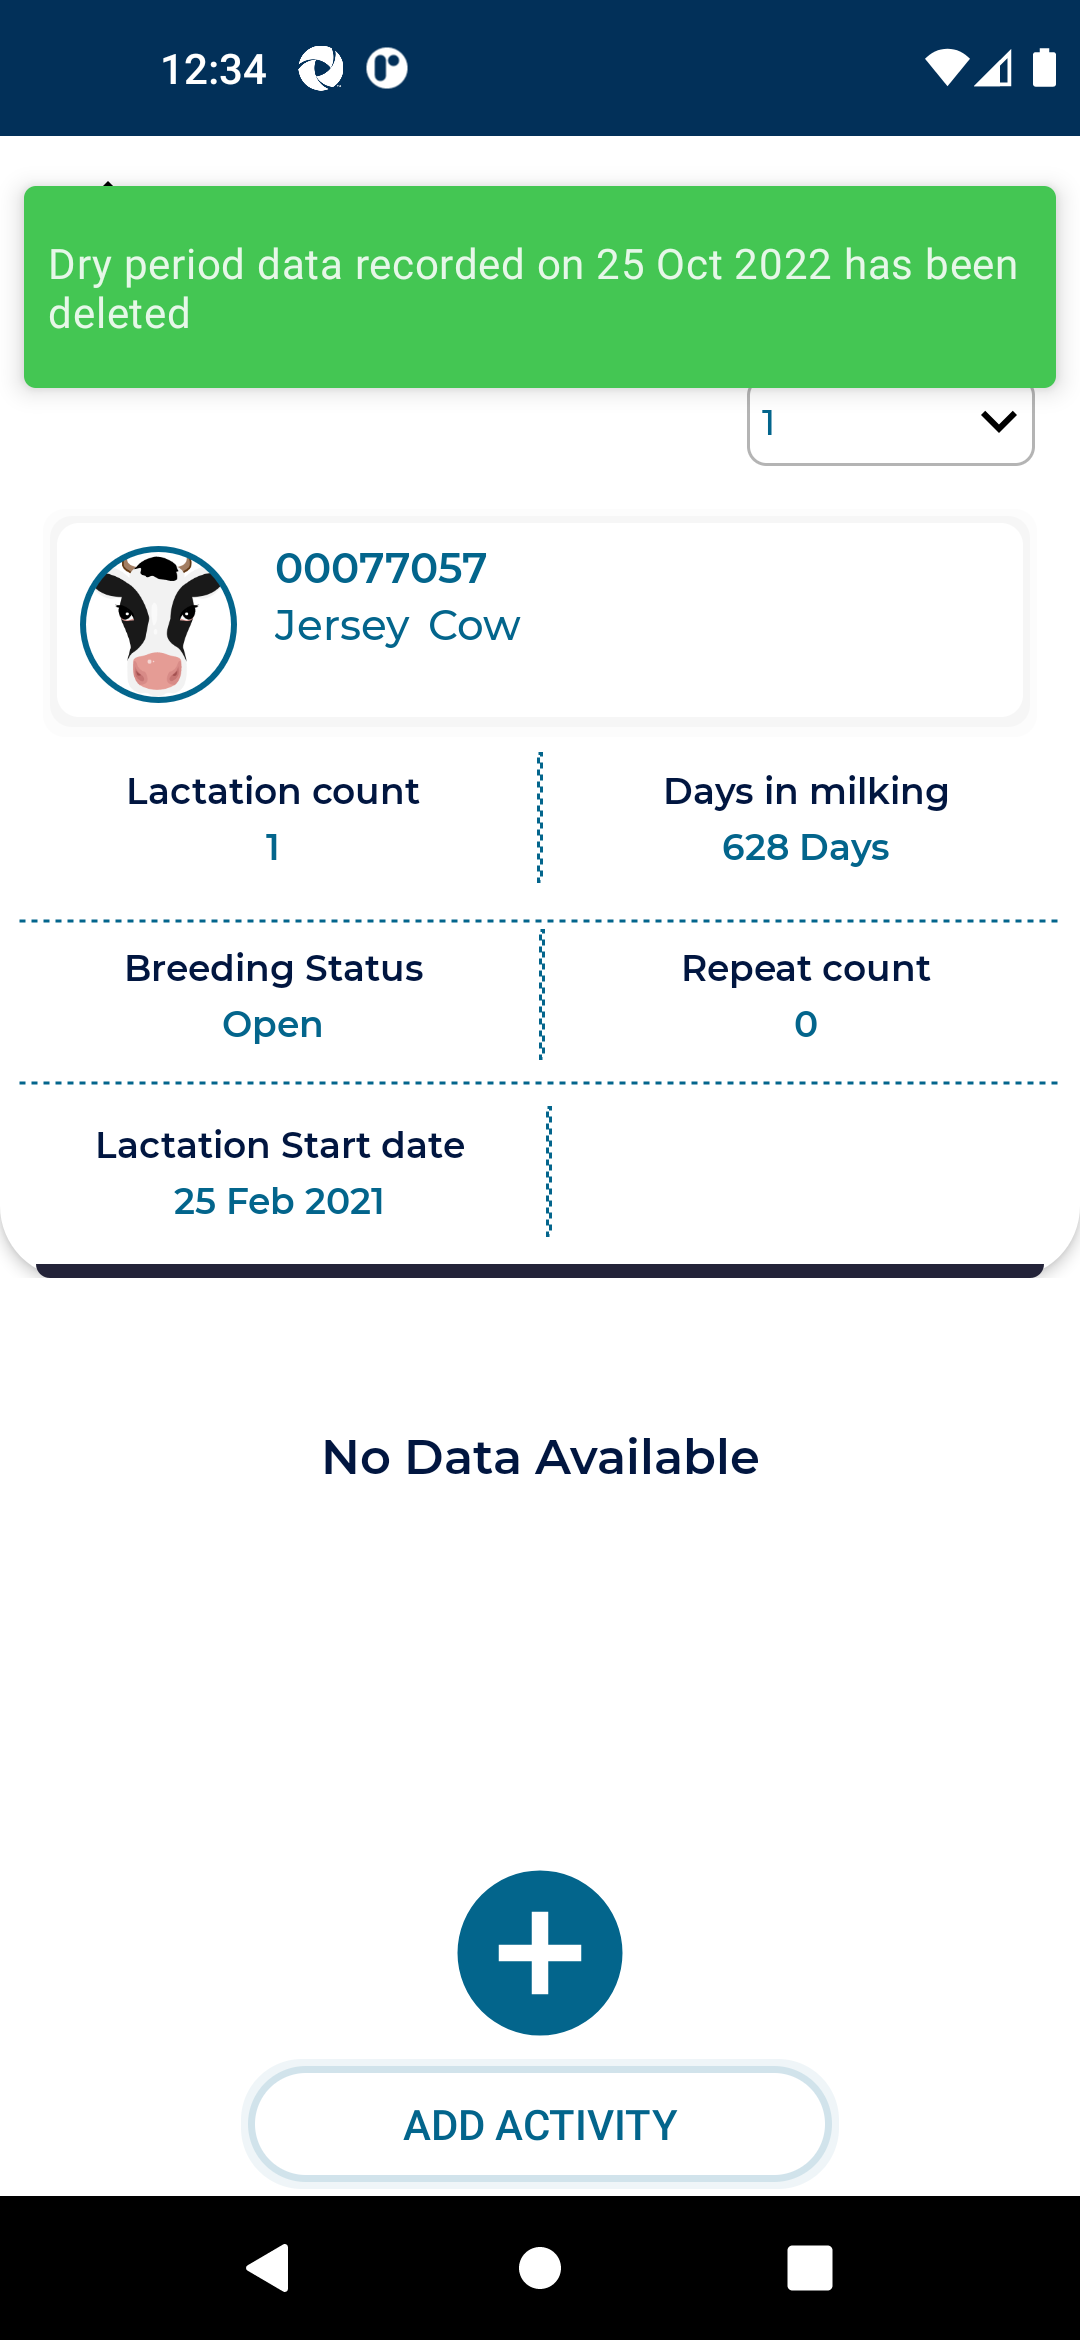 12:34
Dry period data recorded on 25 Oct 2022 has been
deleted
1
00077057
Jersey Cow
Lactation count
1
Days in milking
628 Days
Breeding Status
Open
Repeat count
0
Lactation Start date
25 Feb 2021
No Data Available
ADD ACTIVITY